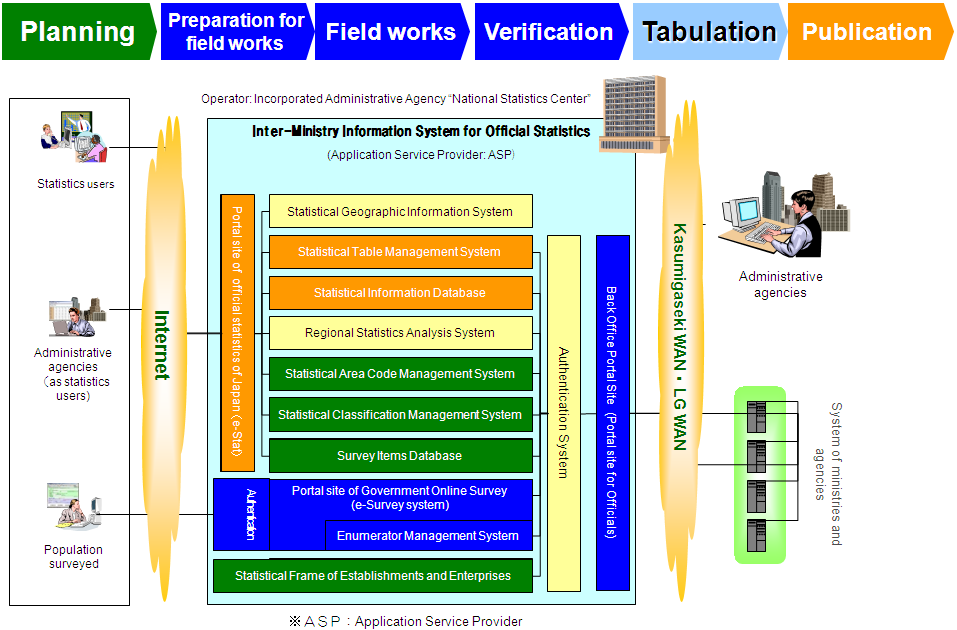 Planning
Preparation for
field works
Field works
Verification
Tabulation
Publication
Operator: Incorporated Administrative Agency “National Statistics Center”
Inter-Ministry Information System for Official Statistics
(Application Service Provider: ASP)
Statistics users
Administrative
agencies
(as statistics
users)
Population
surveyed
Internet
Portal site of official statistics of Japan (e-Stat)
Statistical Geographic Information System
Statistical Table Management System
Statistical Information Database
Regional Statistics Analysis System
Statistical Area Code Management System
Statistical Classification Management System
Survey Items Database
Authentication
Portal site of Government Online Survey
(e-Survey system)
Enumerator Management System
Statistical Frame of Establishments and Enterprises
Authentication System
Back Office Portal Site (Portal site for Officials)
Kasumigaseki WAN・LG WAN
Administrative
agencies
System of ministries and
agencies
※ＡＳＰ：Application Service Provider